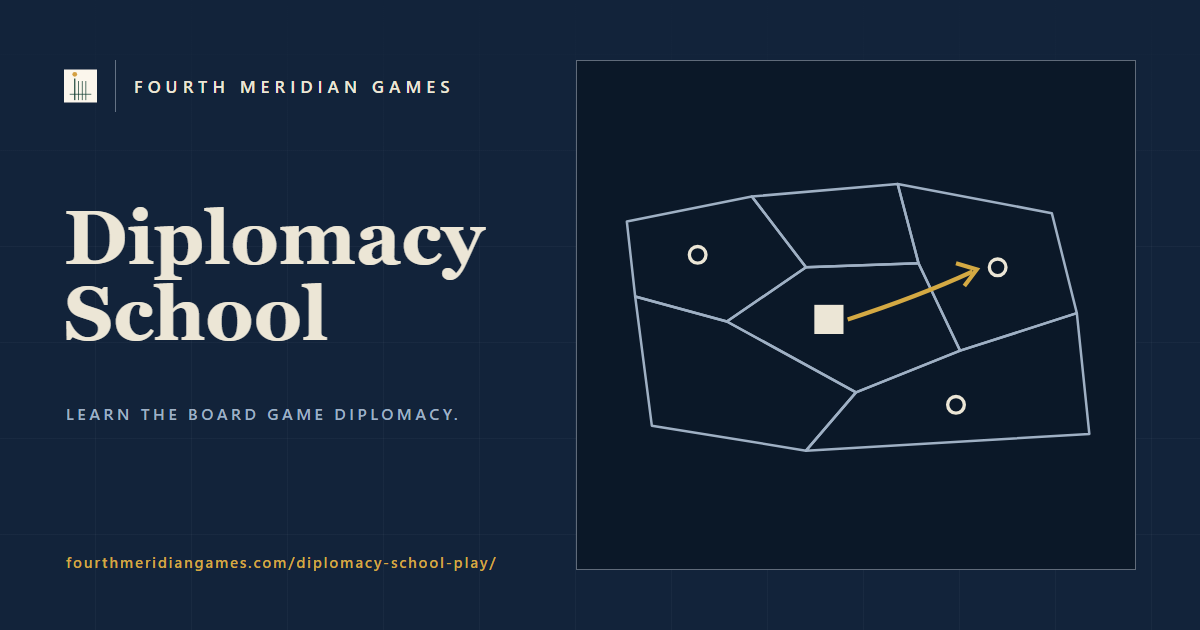 FOURTH MERIDIAN GAMES
Diplomacy
School
LEARN THE BOARD GAME DIPLOMACY.
fourthmeridiangames.com/diplomacy-school-play/